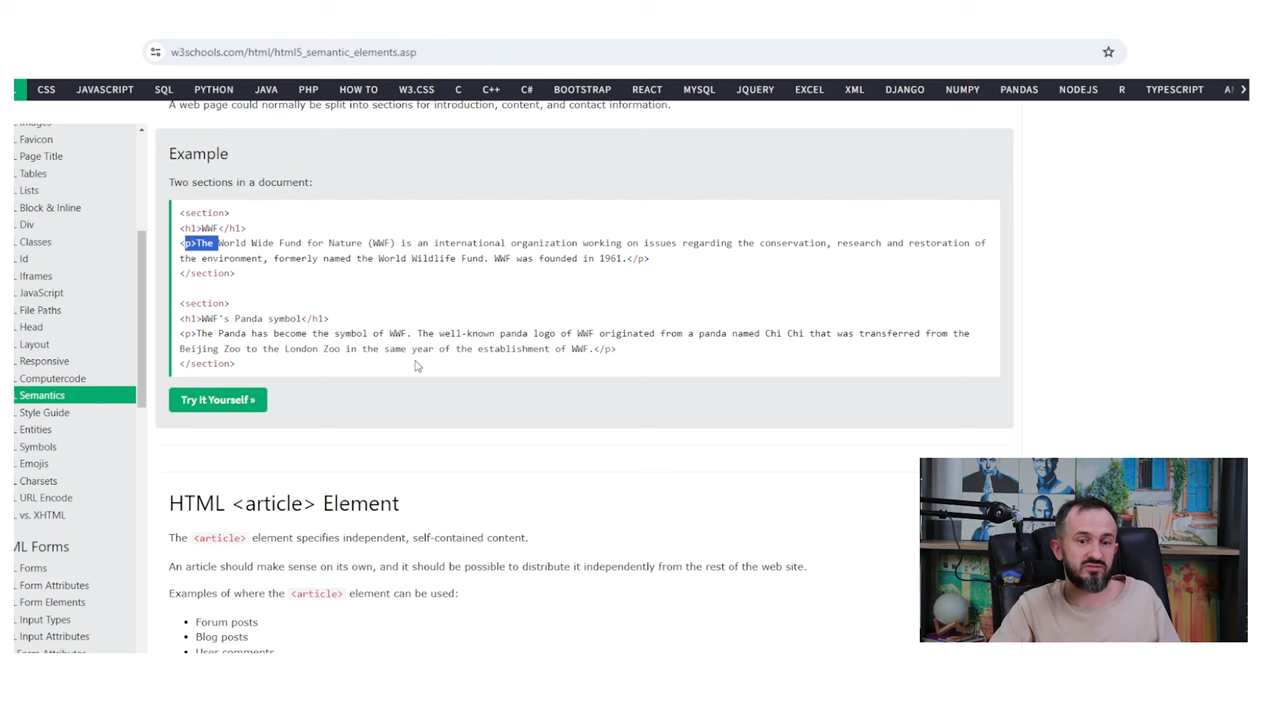 w3schools.com/html/html5_semantic_elements.asp
CSS JAVASCRIPT SQL PYTHON JAVA PHP HOW TO W3.CSS C C++ C# BOOTSTRAP REACT MYSQL JQUERY EXCEL XML DJANGO NUMPY PANDAS NODEJS R TYPESCRIPT
A web page could normally be split into sections for introduction, content, and contact information.
L Images
L Favicon
L Page Title
L Tables
L Lists
L Block & Inline
L Div
L Classes
L Id
L Iframes
L JavaScript
L File Paths
L Head
L Layout
L Responsive
L Computercode
L Semantics
L Style Guide
L Entities
L Symbols
L Emojis
L Charsets
L URL Encode
L vs. XHTML
ML Forms
L Forms
L Form Attributes
L Form Elements
L Input Types
L Input Attributes
Example
Two sections in a document:
<section>
<h1>WWF</h1>
<p>The World Wide Fund for Nature (WWF) is an international organization working on issues regarding the conservation, research and restoration of
the environment, formerly named the World Wildlife Fund. WWF was founded in 1961.</p>
</section>
<section>
<h1>WWF's Panda symbol</h1>
<p>The Panda has become the symbol of WWF. The well-known panda logo of WWF originated from a panda named Chi Chi that was transferred from the
Beijing Zoo to the London Zoo in the same year of the establishment of WWF.</p>
</section>
Try it Yourself »
HTML <article> Element
The <article> element specifies independent, self-contained content.
An article should make sense on its own, and it should be possible to distribute it independently from the rest of the web site.
Examples of where the <article> element can be used:
• Forum posts
• Blog posts
• User comments